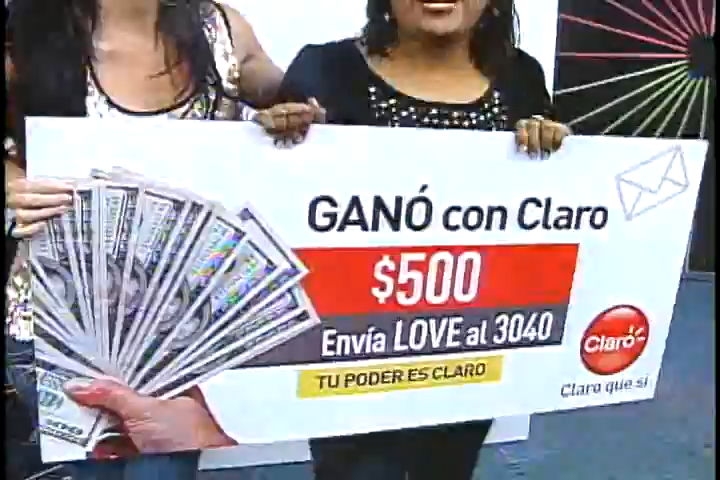 GANÓ con Claro
$500
Envía LOVE al 3040
TU PODER ES CLARO
Claro
Claro que sí